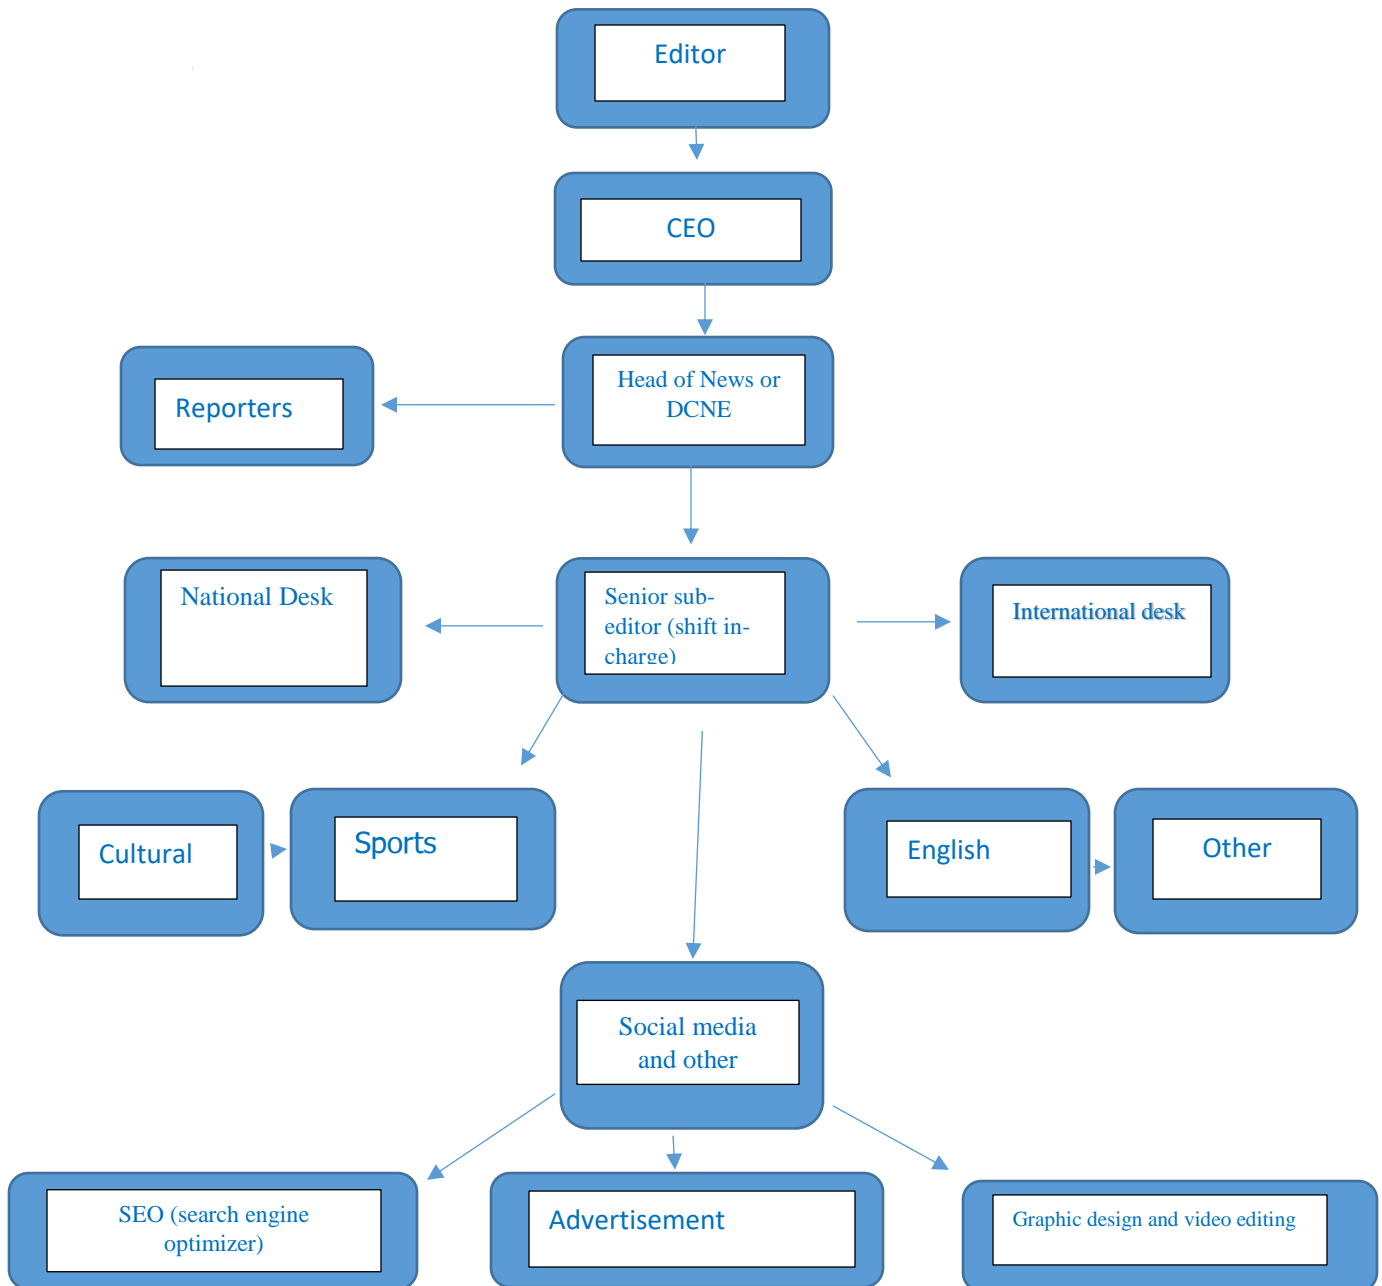 Editor
CEO
Head of News or
DCNE
Reporters
National Desk
Senior sub-
editor (shift in-
charge)
International desk
Cultural
Sports
English
Other
Social media
and other
SEO (search engine
optimizer)
Advertisement
Graphic design and video editing